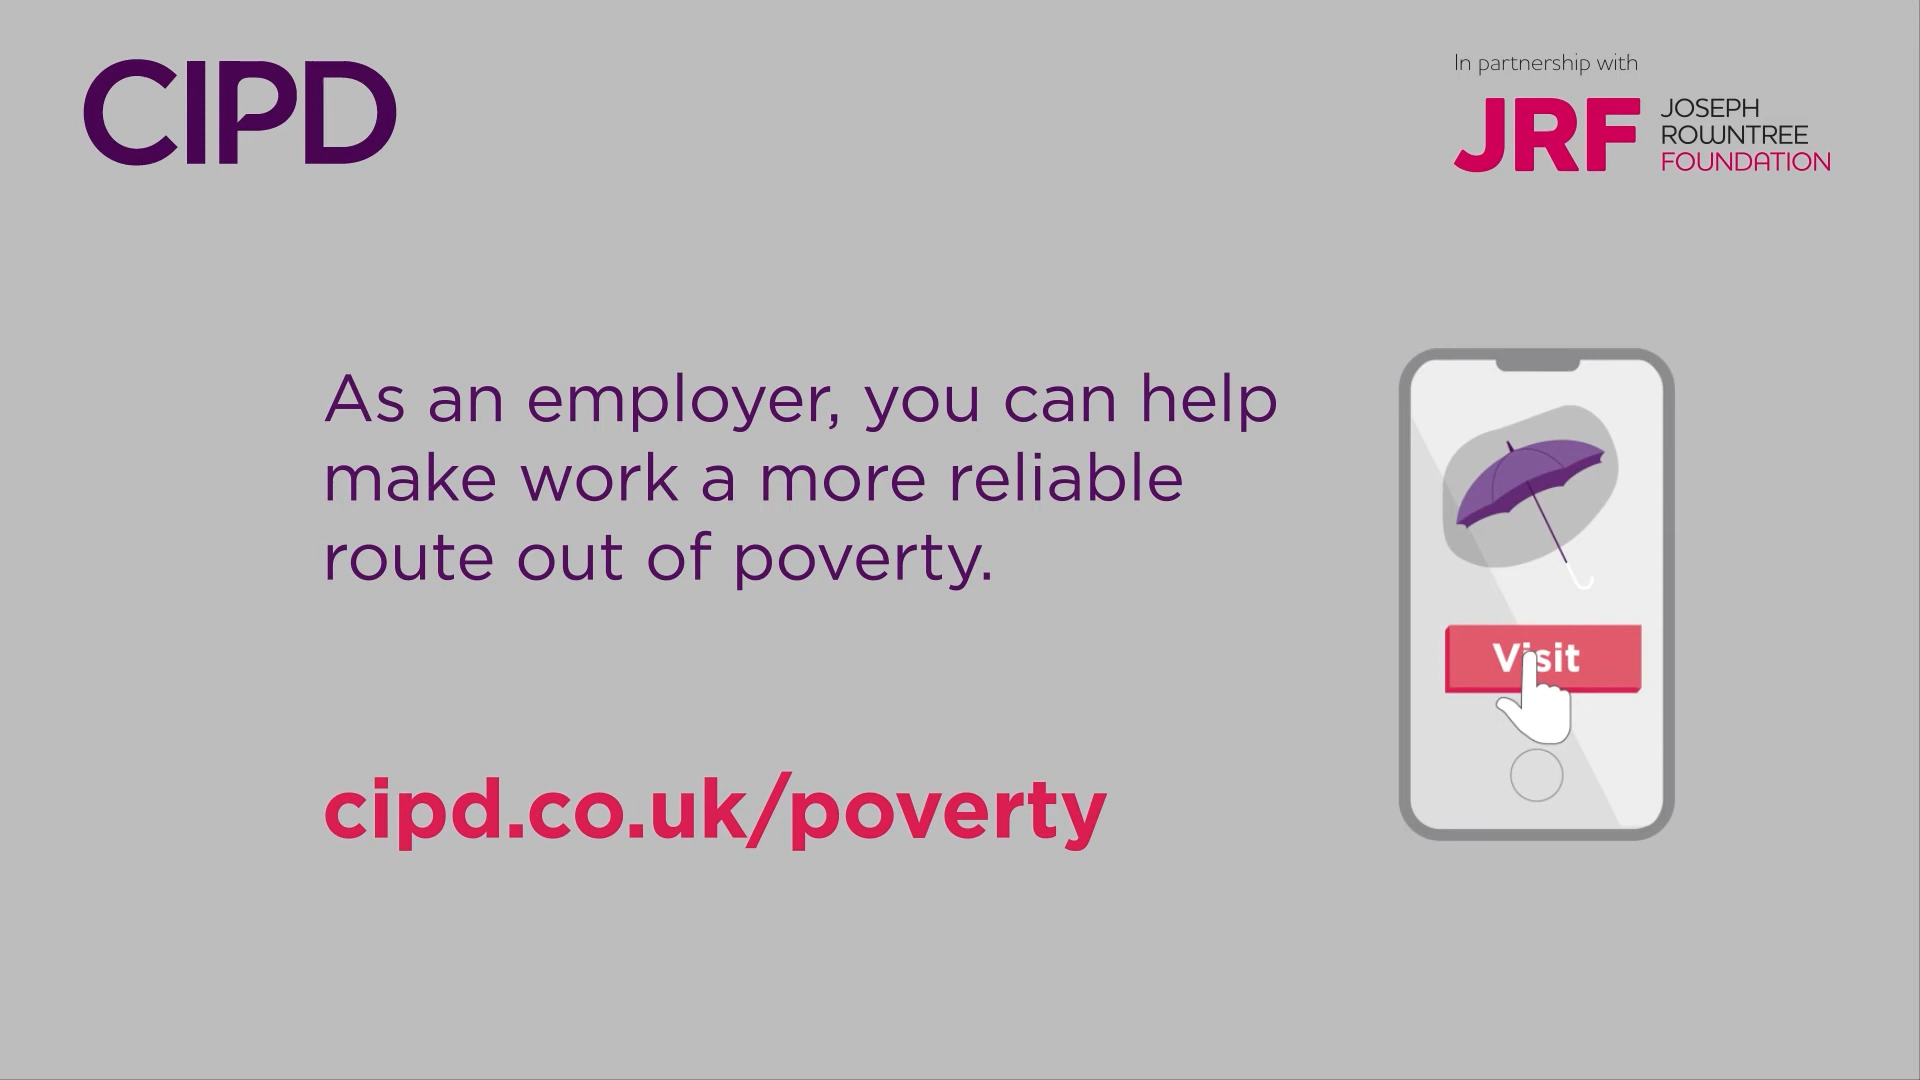 CIPD
In partnership with
JRF
JOSEPH
ROWNTREE
FOUNDATION
As an employer, you can help
make work a more reliable
route out of poverty.
Visit
cipd.co.uk/poverty